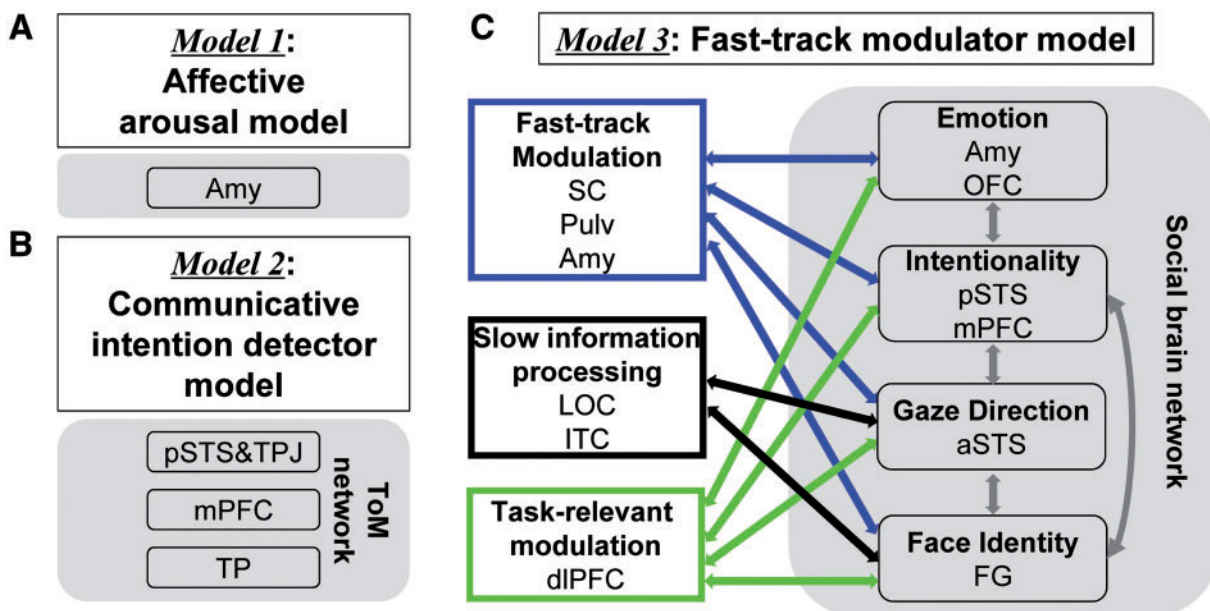 A
Model 1:
Affective
arousal model
Amy
B
Model 2:
Communicative
intention detector
model
pSTS&TPJ
mPFC
TP
ToM
network
C
Model 3: Fast-track modulator model
Fast-track
Modulation
SC
Pulv
Amy
Slow information
processing
LOC
ITC
Task-relevant
modulation
dlPFC
Emotion
Amy
OFC
Intentionality
pSTS
mPFC
Gaze Direction
aSTS
Face Identity
FG
Social brain network